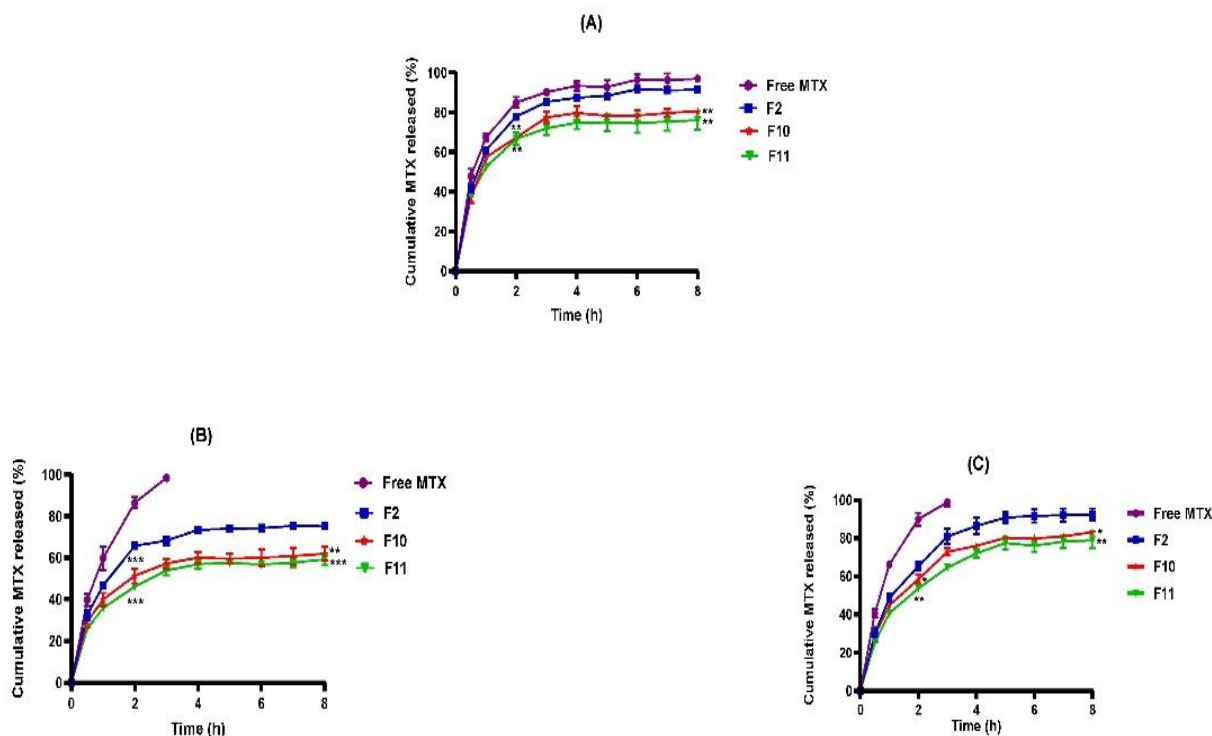 (A)
Cumulative MTX released (%)
100
80
60
40
20
0
0 2 4 6 8
Time (h)
Free MTX
F2
F10
F11
**
**
**
**
(B)
Cumulative MTX released (%)
100
80
60
40
20
0
0 2 4 6 8
Time (h)
Free MTX
F2
F10
F11
***
***
**
***
(C)
Cumulative MTX released (%)
100
80
60
40
20
0
0 2 4 6 8
Time (h)
Free MTX
F2
F10
F11
*
**
*
**